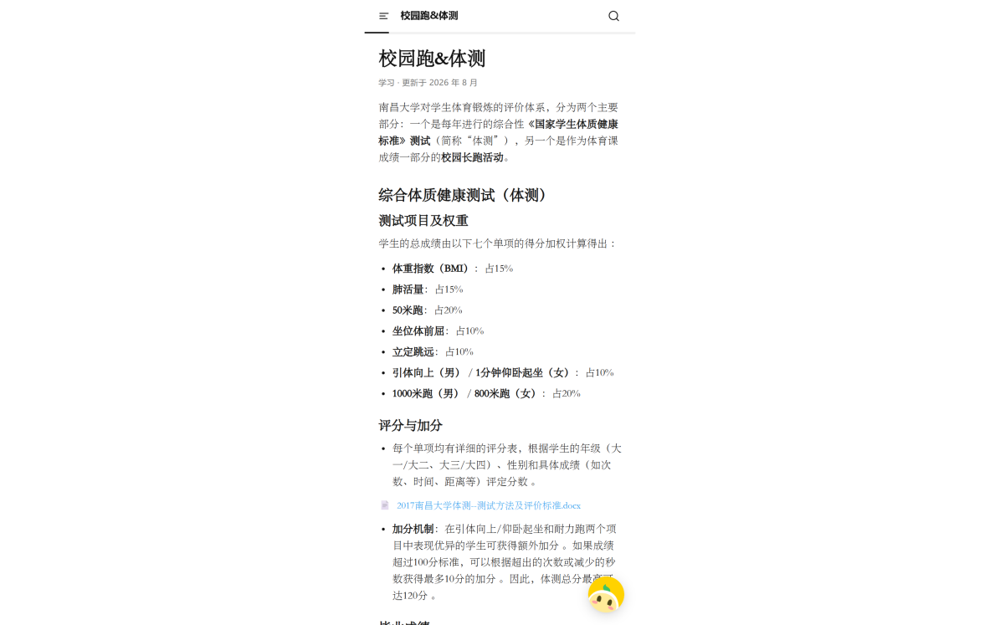 校园跑&体测
校园跑&体测
学习 · 更新于 2026 年 8 月
南昌大学对学生体育锻炼的评价体系，分为两个主要
部分：一个是每年进行的综合性《国家学生体质健康
标准》测试（简称“体测”），另一个是作为体育课
成绩一部分的校园长跑活动。
综合体质健康测试（体测）
测试项目及权重
学生的总成绩由以下七个单项的得分加权计算得出：
• 体重指数（BMI）：占15%
• 肺活量：占15%
• 50米跑：占20%
• 坐位体前屈：占10%
• 立定跳远：占10%
• 引体向上（男） / 1分钟仰卧起坐（女）：占10%
• 1000米跑（男） / 800米跑（女）：占20%
评分与加分
• 每个单项均有详细的评分表，根据学生的年级（大
一/大二、大三/大四）、性别和具体成绩（如次
数、时间、距离等）评定分数 。
2017南昌大学体测--测试方法及评价标准.docx
• 加分机制：在引体向上/仰卧起坐和耐力跑两个项
目中表现优异的学生可获得额外加分 。如果成绩
超过100分标准，可以根据超出的次数或减少的秒
数获得最多10分的加分 。因此，体测总分最高可
达120分 。